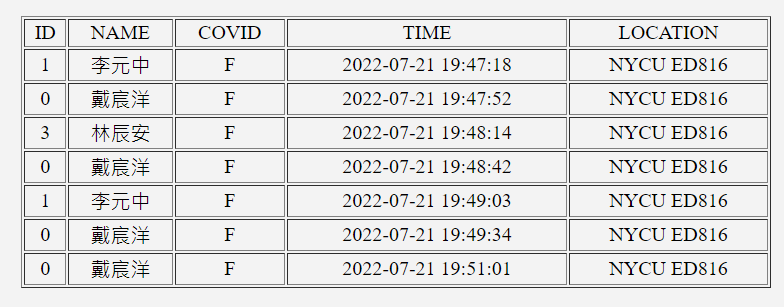 ID NAME COVID TIME LOCATION
1 李元中 F 2022-07-21 19:47:18 NYCU ED816
0 戴宸洋 F 2022-07-21 19:47:52 NYCU ED816
3 林辰安 F 2022-07-21 19:48:14 NYCU ED816
0 戴宸洋 F 2022-07-21 19:48:42 NYCU ED816
1 李元中 F 2022-07-21 19:49:03 NYCU ED816
0 戴宸洋 F 2022-07-21 19:49:34 NYCU ED816
0 戴宸洋 F 2022-07-21 19:51:01 NYCU ED816